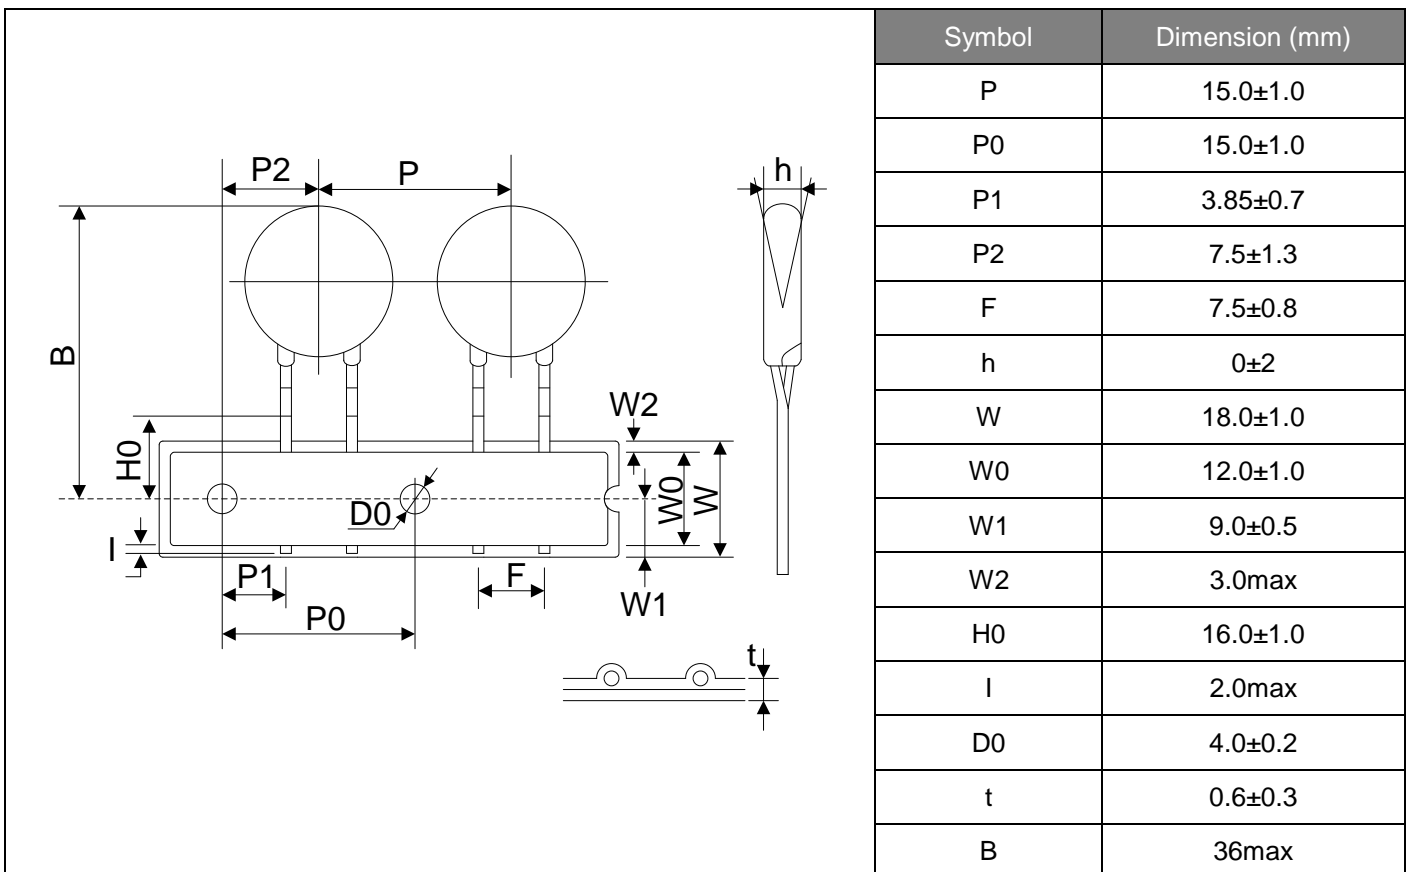 P2
P
h
B
H0
W2
D0
W0
W
I
P1
F
W1
P0
t
Symbol Dimension (mm)
P 15.0±1.0
P0 15.0±1.0
P1 3.85±0.7
P2 7.5±1.3
F 7.5±0.8
h 0±2
W 18.0±1.0
W0 12.0±1.0
W1 9.0±0.5
W2 3.0max
H0 16.0±1.0
I 2.0max
D0 4.0±0.2
t 0.6±0.3
B 36max